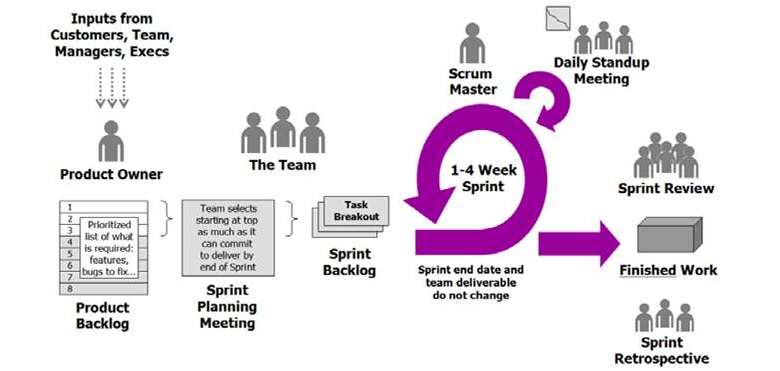 Inputs from
Customers, Team,
Managers, Execs
Product Owner
The Team
1
2
3
4
5
6
7
8
Prioritized
list of what
is required:
features,
bugs to fix...
Product
Backlog
Team selects
starting at top
as much as it
can commit
to deliver by
end of Sprint
Sprint
Planning
Meeting
Task
Breakout
Sprint
Backlog
Scrum
Master
Daily Standup
Meeting
1-4 Week
Sprint
Sprint end date and
team deliverable
do not change
Sprint Review
Finished Work
Sprint
Retrospective